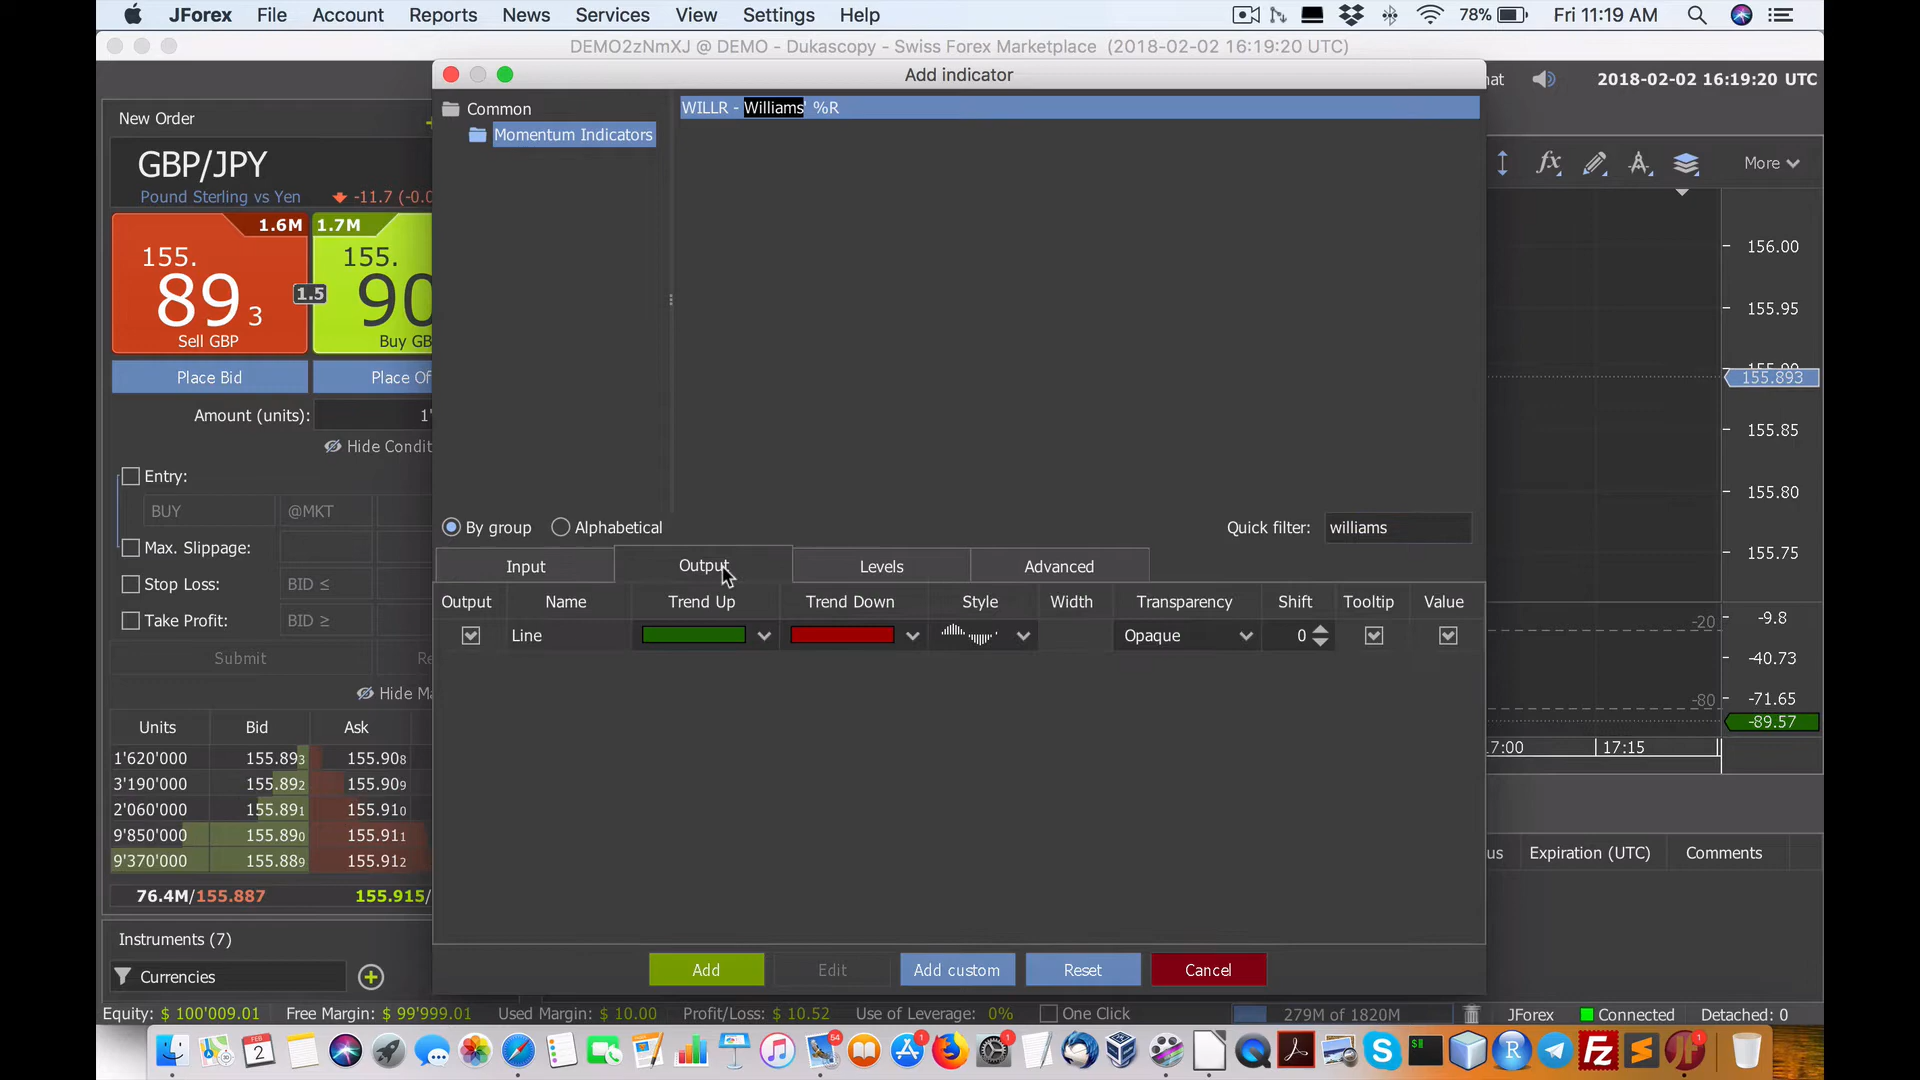 JForex File Account Reports News Services View Settings Help 78% Fri 11:19 AM
DEMO2zNmXJ @ DEMO - Dukascopy - Swiss Forex Marketplace (2018-02-02 16:19:20 UTC)
Add indicator
2018-02-02 16:19:20 UTC
New Order
Common
Momentum Indicators
WILLR - Williams' %R
GBP/JPY
Pound Sterling vs Yen
-11.7
fx
More
1.6M
1.7M
155.
89 3
Sell GBP
1.5
155.
90
Place Bid
Amount (units):
Entry:
BUY
@MKT
Max. Slippage:
Stop Loss:
BID ≤
Take Profit:
BID ≥
Submit
Units Bid Ask
1'620'000 155.893 155.908
3'190'000 155.892 155.909
2'060'000 155.891 155.910
9'850'000 155.890 155.911
9'370'000 155.889 155.912
76.4M/155.887 155.915/
Instruments (7)
Currencies
By group Alphabetical
Quick filter: williams
Input Output Levels Advanced
Output Name Trend Up Trend Down Style Width Transparency Shift Tooltip Value
Line Opaque 0
Add Edit Add custom Reset Cancel
156.00
155.95
155.893
155.85
155.80
155.75
-20
-9.8
-40.73
-80
-71.65
-89.57
17:15
Expiration (UTC) Comments
Equity: $ 100'009.01 Free Margin: $ 99'999.01 Used Margin: $ 10.00 Profit/Loss: $ 10.52 Use of Leverage: 0% One Click 279M of 1820M JForex Connected Detached: 0
FEB
2
54
1
1
1